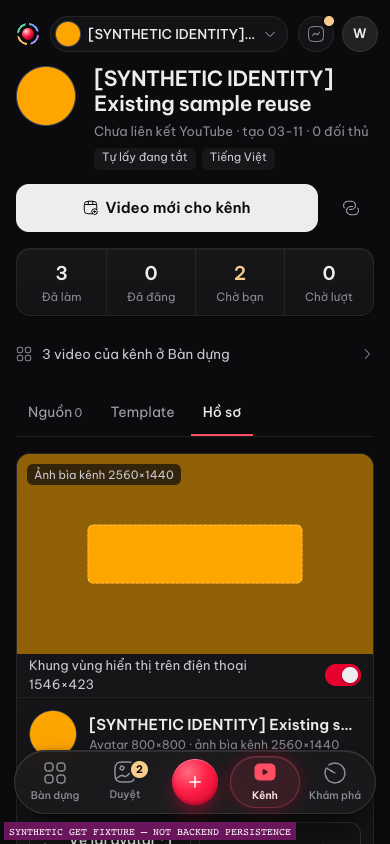 [SYNTHETIC IDENTITY]...
W
[SYNTHETIC IDENTITY]
Existing sample reuse
Chưa liên kết YouTube · tạo 03-11 · 0 đối thủ
Tự lấy đang tắt
Tiếng Việt
Video mới cho kênh
3
0
2
0
Đã làm
Đã đăng
Chờ bạn
Chờ lượt
3 video của kênh ở Bàn dựng
Nguồn 0
Template
Hồ sơ
Ảnh bìa kênh 2560×1440
Khung vùng hiển thị trên điện thoại
1546×423
[SYNTHETIC IDENTITY] Existing s...
Avatar 800×800 · ảnh bìa kênh 2560×1440
2
Bàn dựng
Duyệt
Kênh
Khám phá
SYNTHETIC GET FIXTURE — NOT BACKEND PERSISTENCE